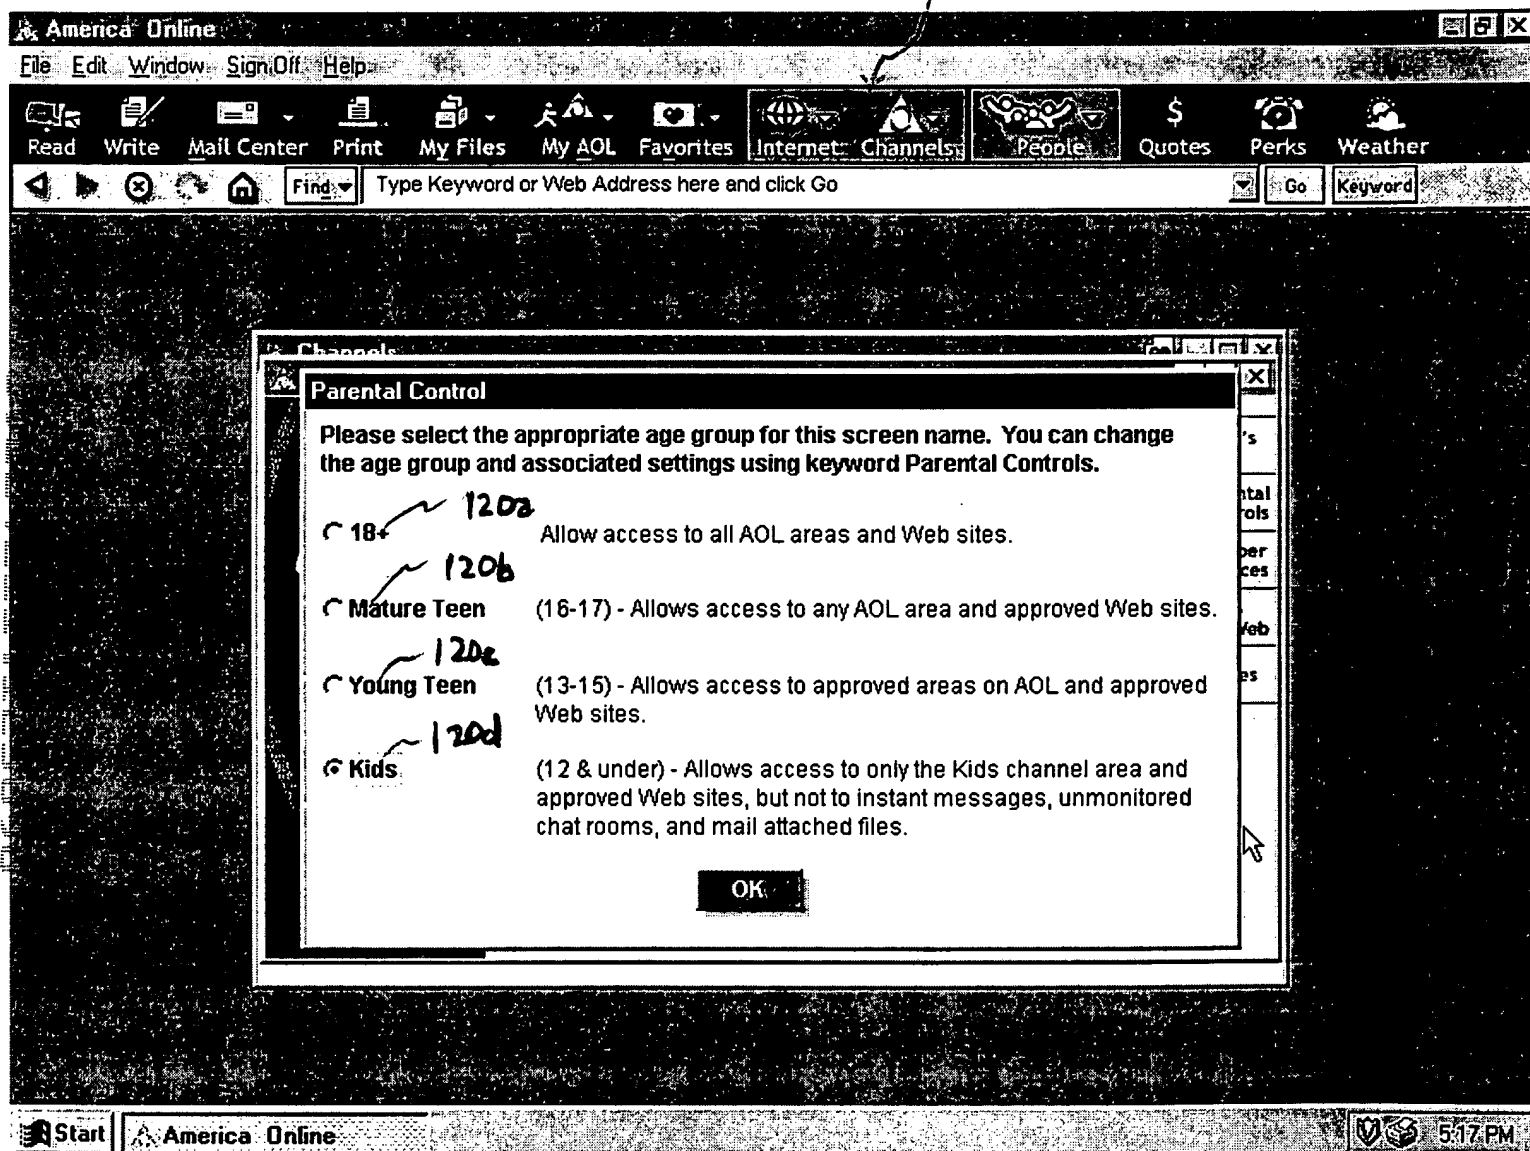 America Online
File Edit Window Sign Off Help
Read Write Mail Center Print My Files My AOL Favorites Internet Channels People Quotes Perks Weather
Find Type Keyword or Web Address here and click Go Go Keyword
Channels
Parental Control
Please select the appropriate age group for this screen name. You can change
the age group and associated settings using keyword Parental Controls.
120a
18+ Allow access to all AOL areas and Web sites.
120b
Mature Teen (16-17) - Allows access to any AOL area and approved Web sites.
120c
Young Teen (13-15) - Allows access to approved areas on AOL and approved
Web sites.
120d
Kids (12 & under) - Allows access to only the Kids channel area and
approved Web sites, but not to instant messages, unmonitored
chat rooms, and mail attached files.
OK
's
ntal
rols
ber
ces
Web
es
Start America Online 5:17 PM